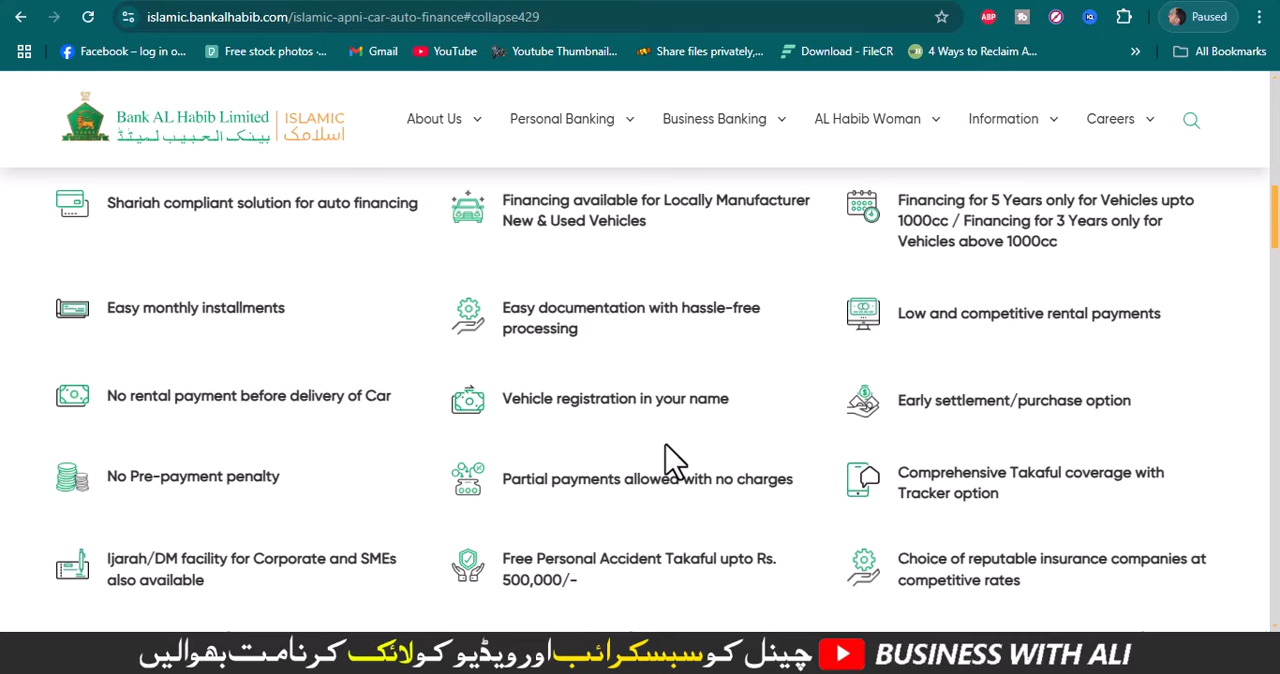 islamic.bankalhabib.com/islamic-apni-car-auto-finance#collapse429
ABP
Paused
Facebook – log in o...
Free stock photos -...
Gmail
YouTube
Youtube Thumbnail...
Share files privately,...
Download - FileCR
4 Ways to Reclaim A...
All Bookmarks
Bank AL Habib Limited
بینک الحبیب لمیٹڈ
ISLAMIC
اسلامک
About Us
Personal Banking
Business Banking
AL Habib Woman
Information
Careers
Shariah compliant solution for auto financing
Financing available for Locally Manufacturer
New & Used Vehicles
Financing for 5 Years only for Vehicles upto
1000cc / Financing for 3 Years only for
Vehicles above 1000cc
Easy monthly installments
Easy documentation with hassle-free
processing
Low and competitive rental payments
No rental payment before delivery of Car
Vehicle registration in your name
Early settlement/purchase option
No Pre-payment penalty
Partial payments allowed with no charges
Comprehensive Takaful coverage with
Tracker option
Ijarah/DM facility for Corporate and SMEs
also available
Free Personal Accident Takaful upto Rs.
500,000/-
Choice of reputable insurance companies at
competitive rates
چینل کو سبسکرائب اور ویڈیو کو لائک کرنا مت بھوالیں
BUSINESS WITH ALI